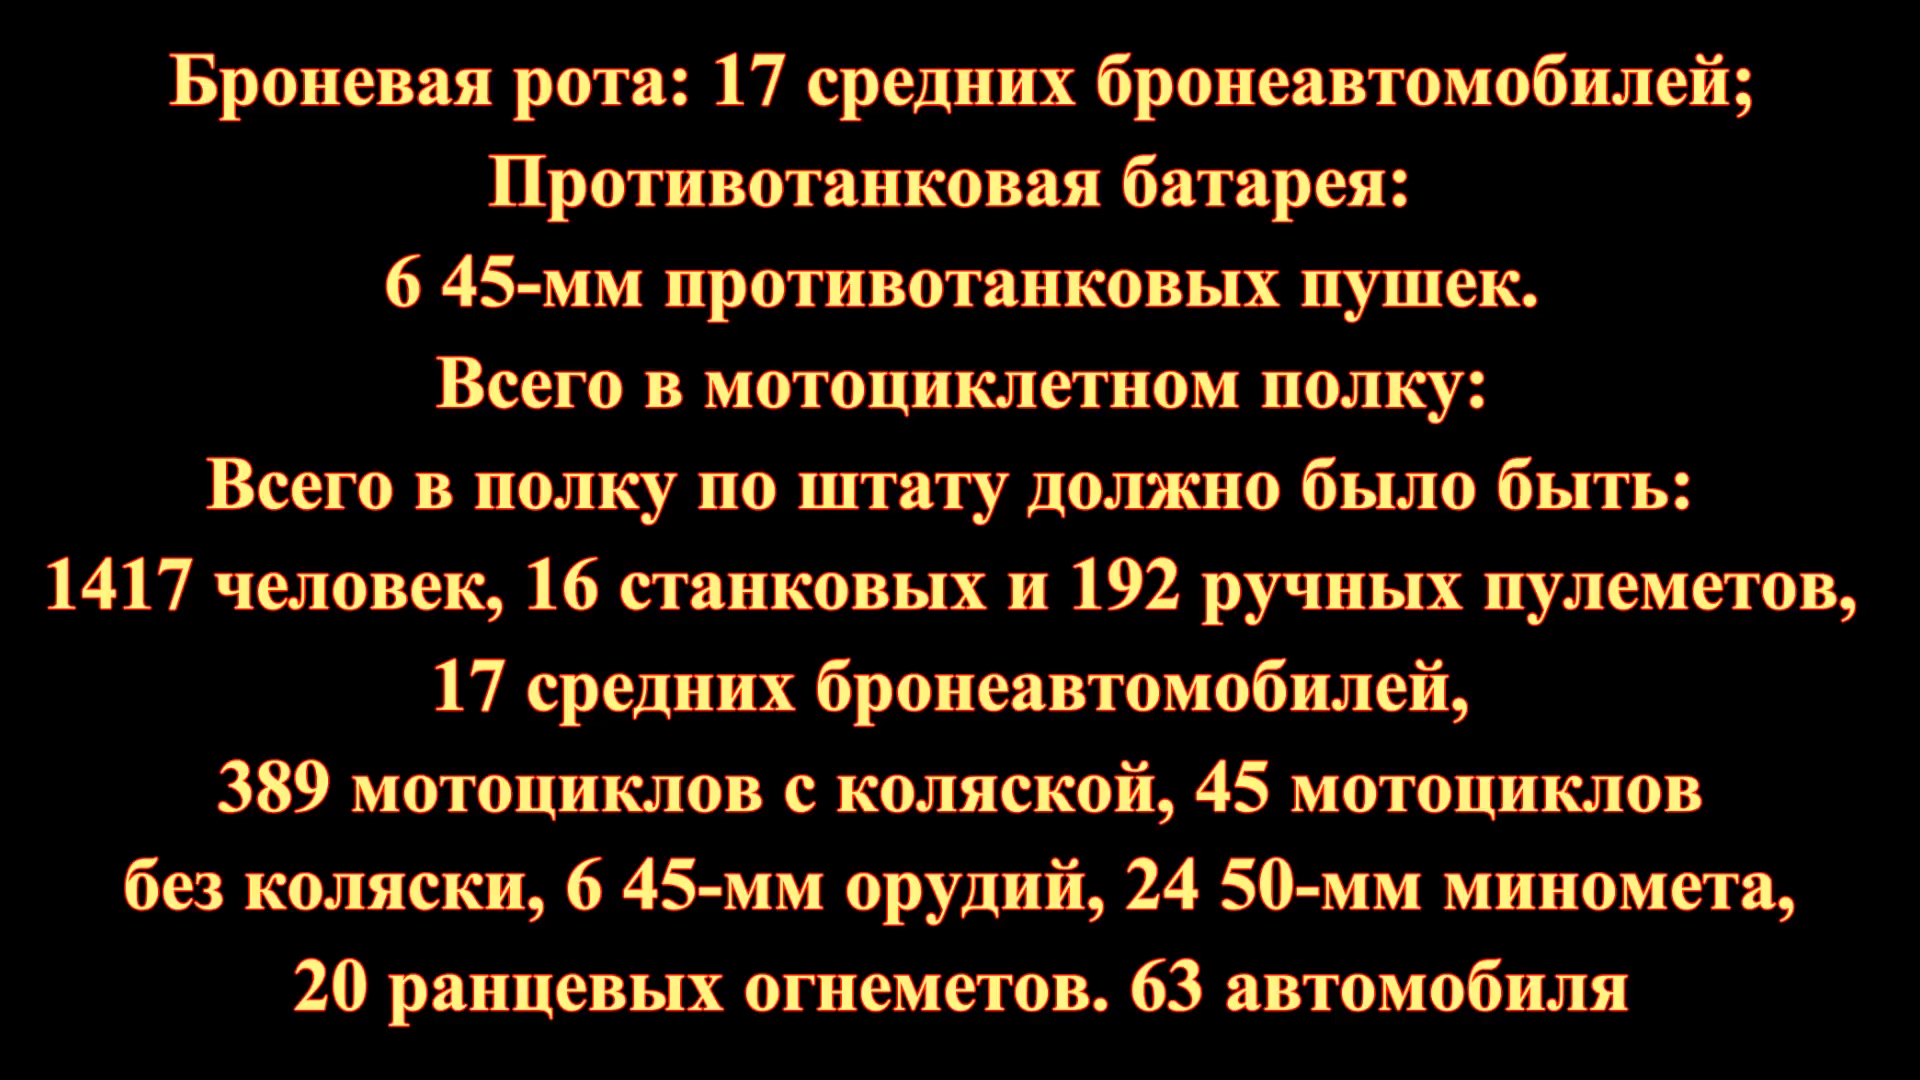 Броневая рота: 17 средних бронеавтомобилей;
Противотанковая батарея:
6 45-мм противотанковых пушек.
Всего в мотоциклетном полку:
Всего в полку по штату должно было быть:
1417 человек, 16 станковых и 192 ручных пулеметов,
17 средних бронеавтомобилей,
389 мотоциклов с коляской, 45 мотоциклов
без коляски, 6 45-мм орудий, 24 50-мм миномета,
20 ранцевых огнеметов. 63 автомобиля